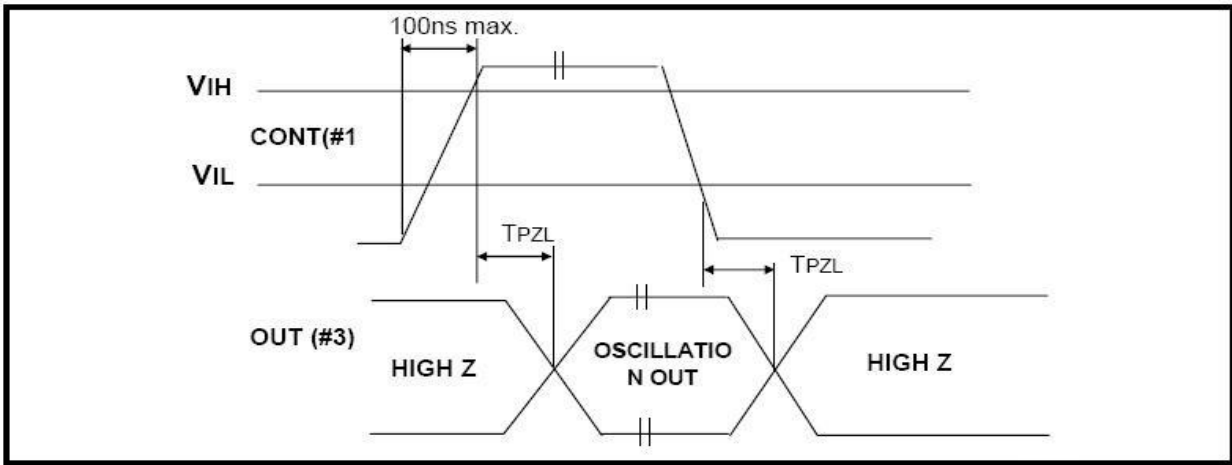 100ns max.
VIH
CONT(#1
VIL
TPZL
TPZL
OUT (#3)
HIGH Z
OSCILLATIO
N OUT
HIGH Z